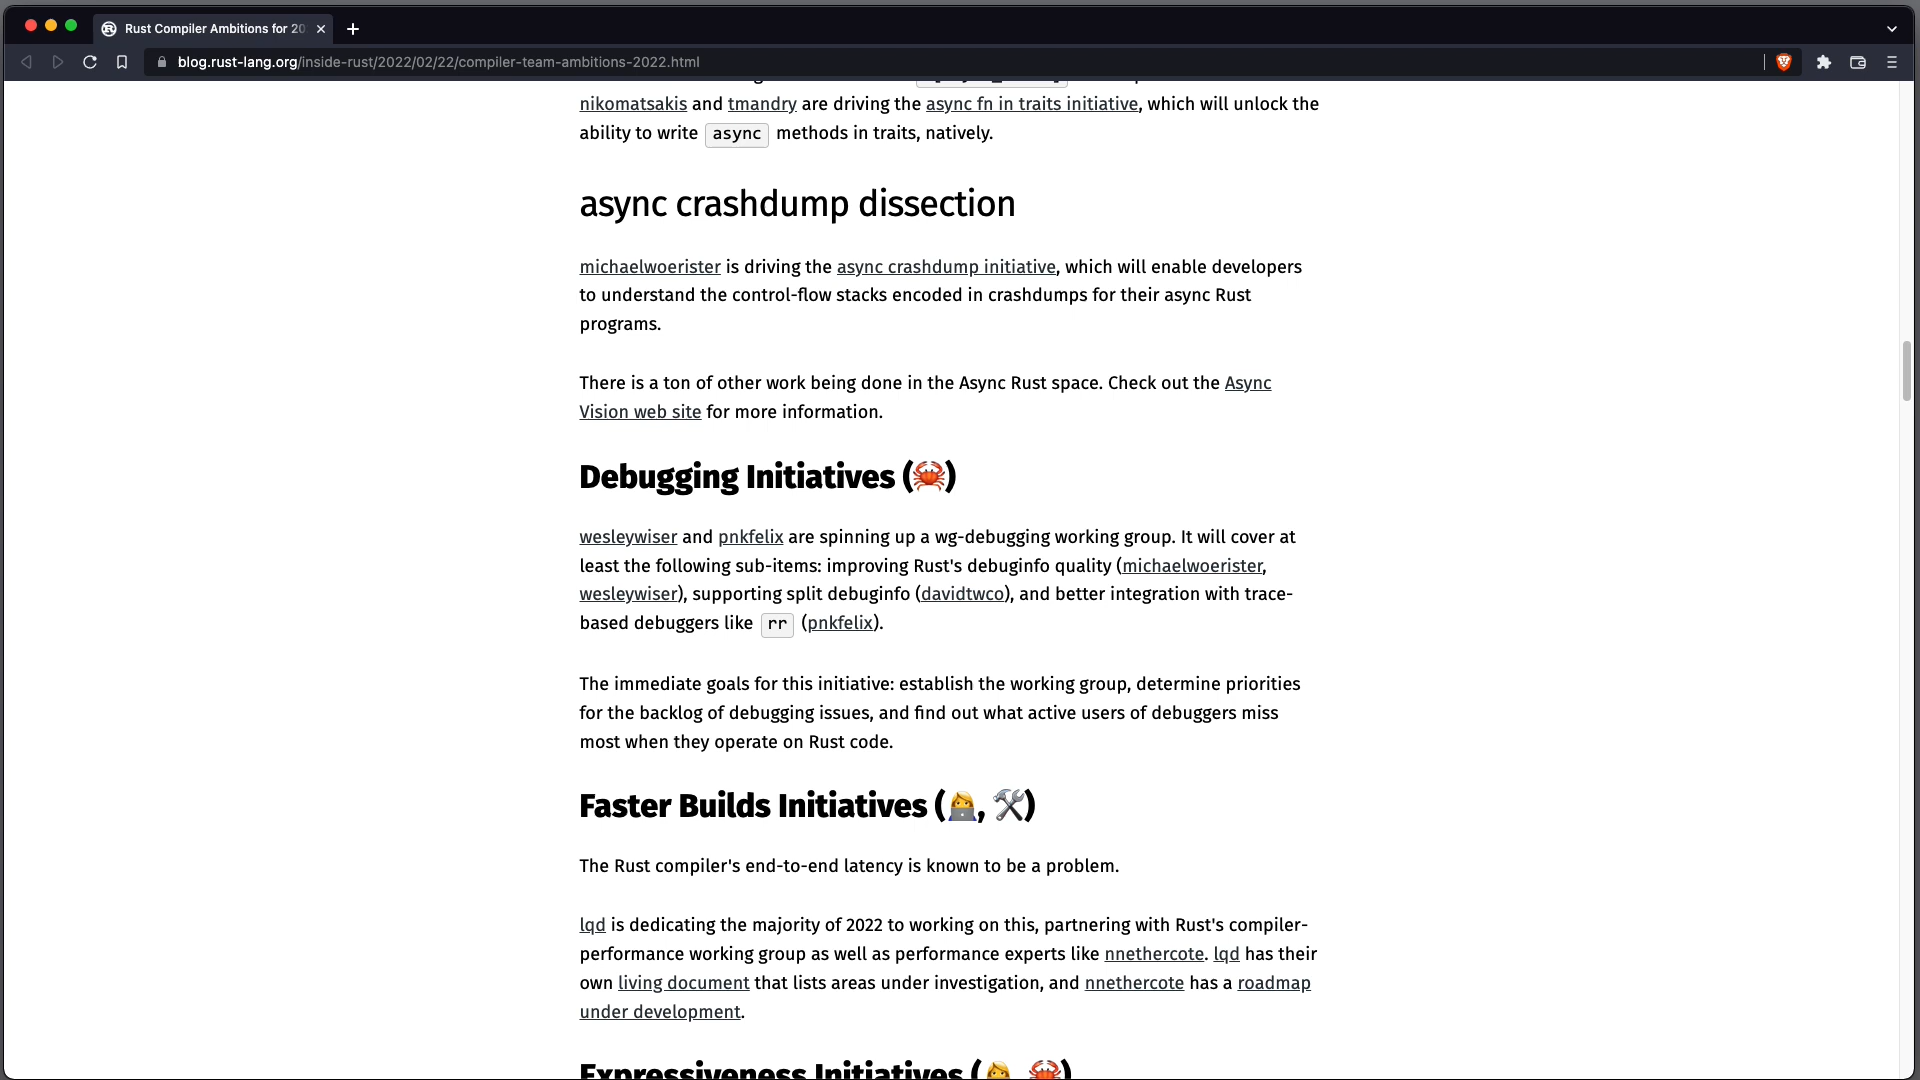 Rust Compiler Ambitions for 20
blog.rust-lang.org/inside-rust/2022/02/22/compiler-team-ambitions-2022.html
nikomatsakis and tmandry are driving the async fn in traits initiative, which will unlock the
ability to write async methods in traits, natively.
async crashdump dissection
michaelwoerister is driving the async crashdump initiative, which will enable developers
to understand the control-flow stacks encoded in crashdumps for their async Rust
programs.
There is a ton of other work being done in the Async Rust space. Check out the Async
Vision web site for more information.
Debugging Initiatives (🦀)
wesleywiser and pnkfelix are spinning up a wg-debugging working group. It will cover at
least the following sub-items: improving Rust's debuginfo quality (michaelwoerister,
wesleywiser), supporting split debuginfo (davidtwco), and better integration with trace-
based debuggers like rr (pnkfelix).
The immediate goals for this initiative: establish the working group, determine priorities
for the backlog of debugging issues, and find out what active users of debuggers miss
most when they operate on Rust code.
Faster Builds Initiatives (👩‍💻, 🛠️)
The Rust compiler's end-to-end latency is known to be a problem.
lqd is dedicating the majority of 2022 to working on this, partnering with Rust's compiler-
performance working group as well as performance experts like nnethercote. lqd has their
own living document that lists areas under investigation, and nnethercote has a roadmap
under development.
Expressiveness Initiatives (👩‍💻, 🦀)